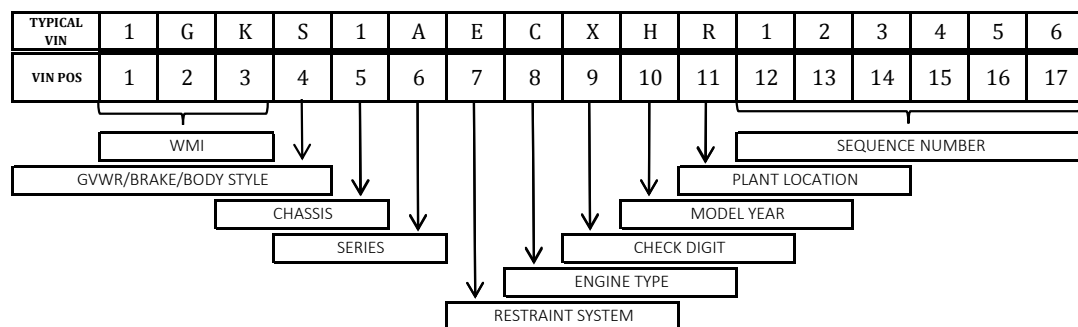 TYPICAL VIN 1 G K S 1 A E C X H R 1 2 3 4 5 6
VIN POS 1 2 3 4 5 6 7 8 9 10 11 12 13 14 15 16 17
WMI SEQUENCE NUMBER
GVWR/BRAKE/BODY STYLE PLANT LOCATION
CHASSIS MODEL YEAR
SERIES CHECK DIGIT
ENGINE TYPE
RESTRAINT SYSTEM